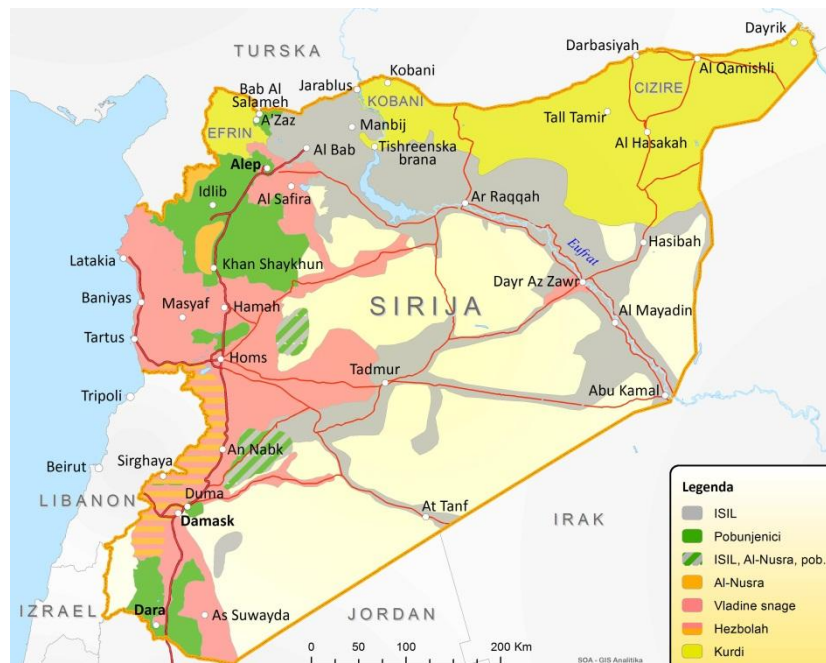 Dayrik
TURSKA
Darbasiyah
Al Qamishli
Kobani
Jarablus
Bab Al
Salameh
A'Zaz
KOBANI
CIZIRE
EFRIN
Manbij
Tall Tamir
Al Hasakah
Tishreenska
brana
Al Bab
Alep
Idlib
Al Safira
Ar Raqqah
Hasibah
Eufrat
Latakia
Khan Shaykhun
Dayr Az Zawr
Baniyas
Masyaf
Hamah
SIRIJA
Al Mayadin
Tartus
Homs
Tadmur
Abu Kamal
Tripoli
An Nabk
Beirut
Sirghaya
LIBANON
Duma
Damask
At Tanf
IRAK
IZRAEL
Dara
As Suwayda
JORDAN
0 50 100 200 Km
Legenda
ISIL
Pobunjenici
ISIL, Al-Nusra, pob.
Al-Nusra
Vladine snage
Hezbolah
Kurdi
SOA - GIS Analitika